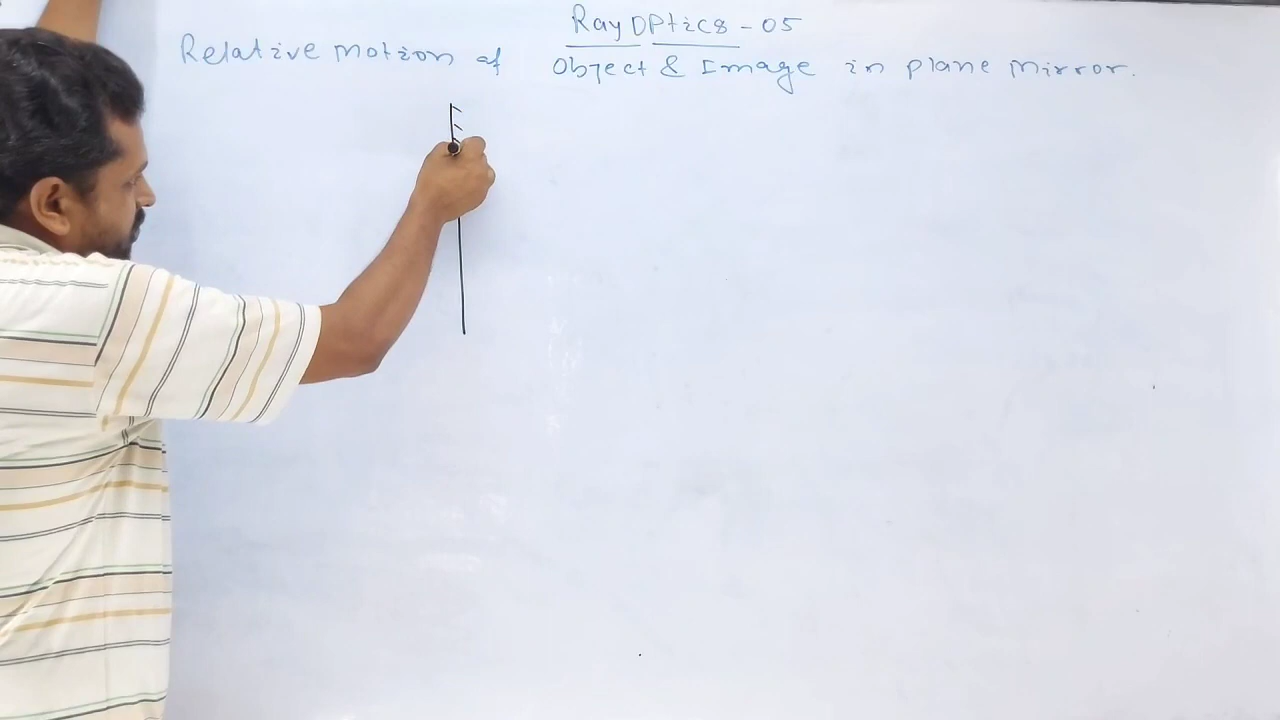 Ray Optics - 05
Relative motion of Object & Image in plane mirror.